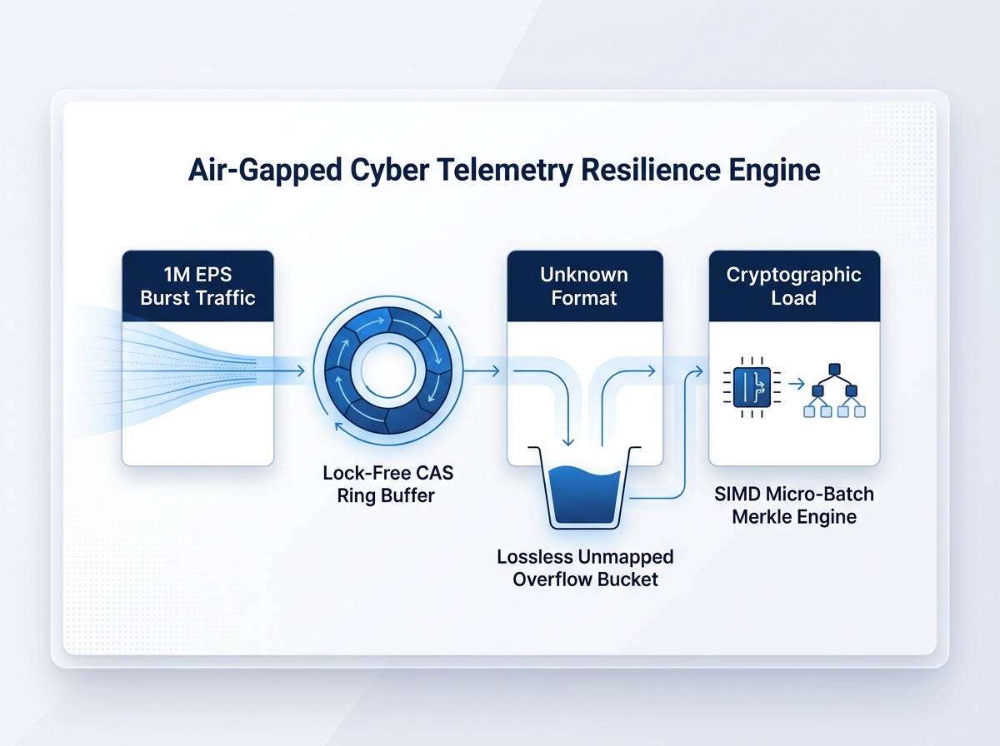 Air-Gapped Cyber Telemetry Resilience Engine
1M EPS
Burst Traffic
Lock-Free CAS
Ring Buffer
Unknown
Format
Lossless Unmapped
Overflow Bucket
Cryptographic
Load
SIMD Micro-Batch
Merkle Engine